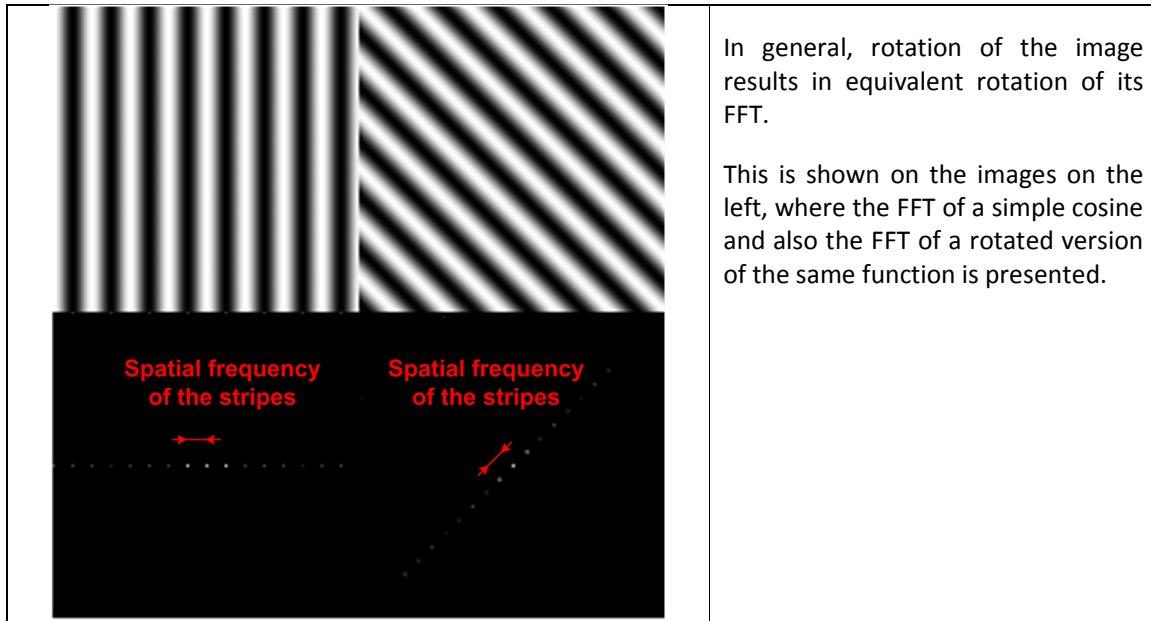 Spatial frequency
of the stripes
Spatial frequency
of the stripes
In general, rotation of the image
results in equivalent rotation of its
FFT.
This is shown on the images on the
left, where the FFT of a simple cosine
and also the FFT of a rotated version
of the same function is presented.